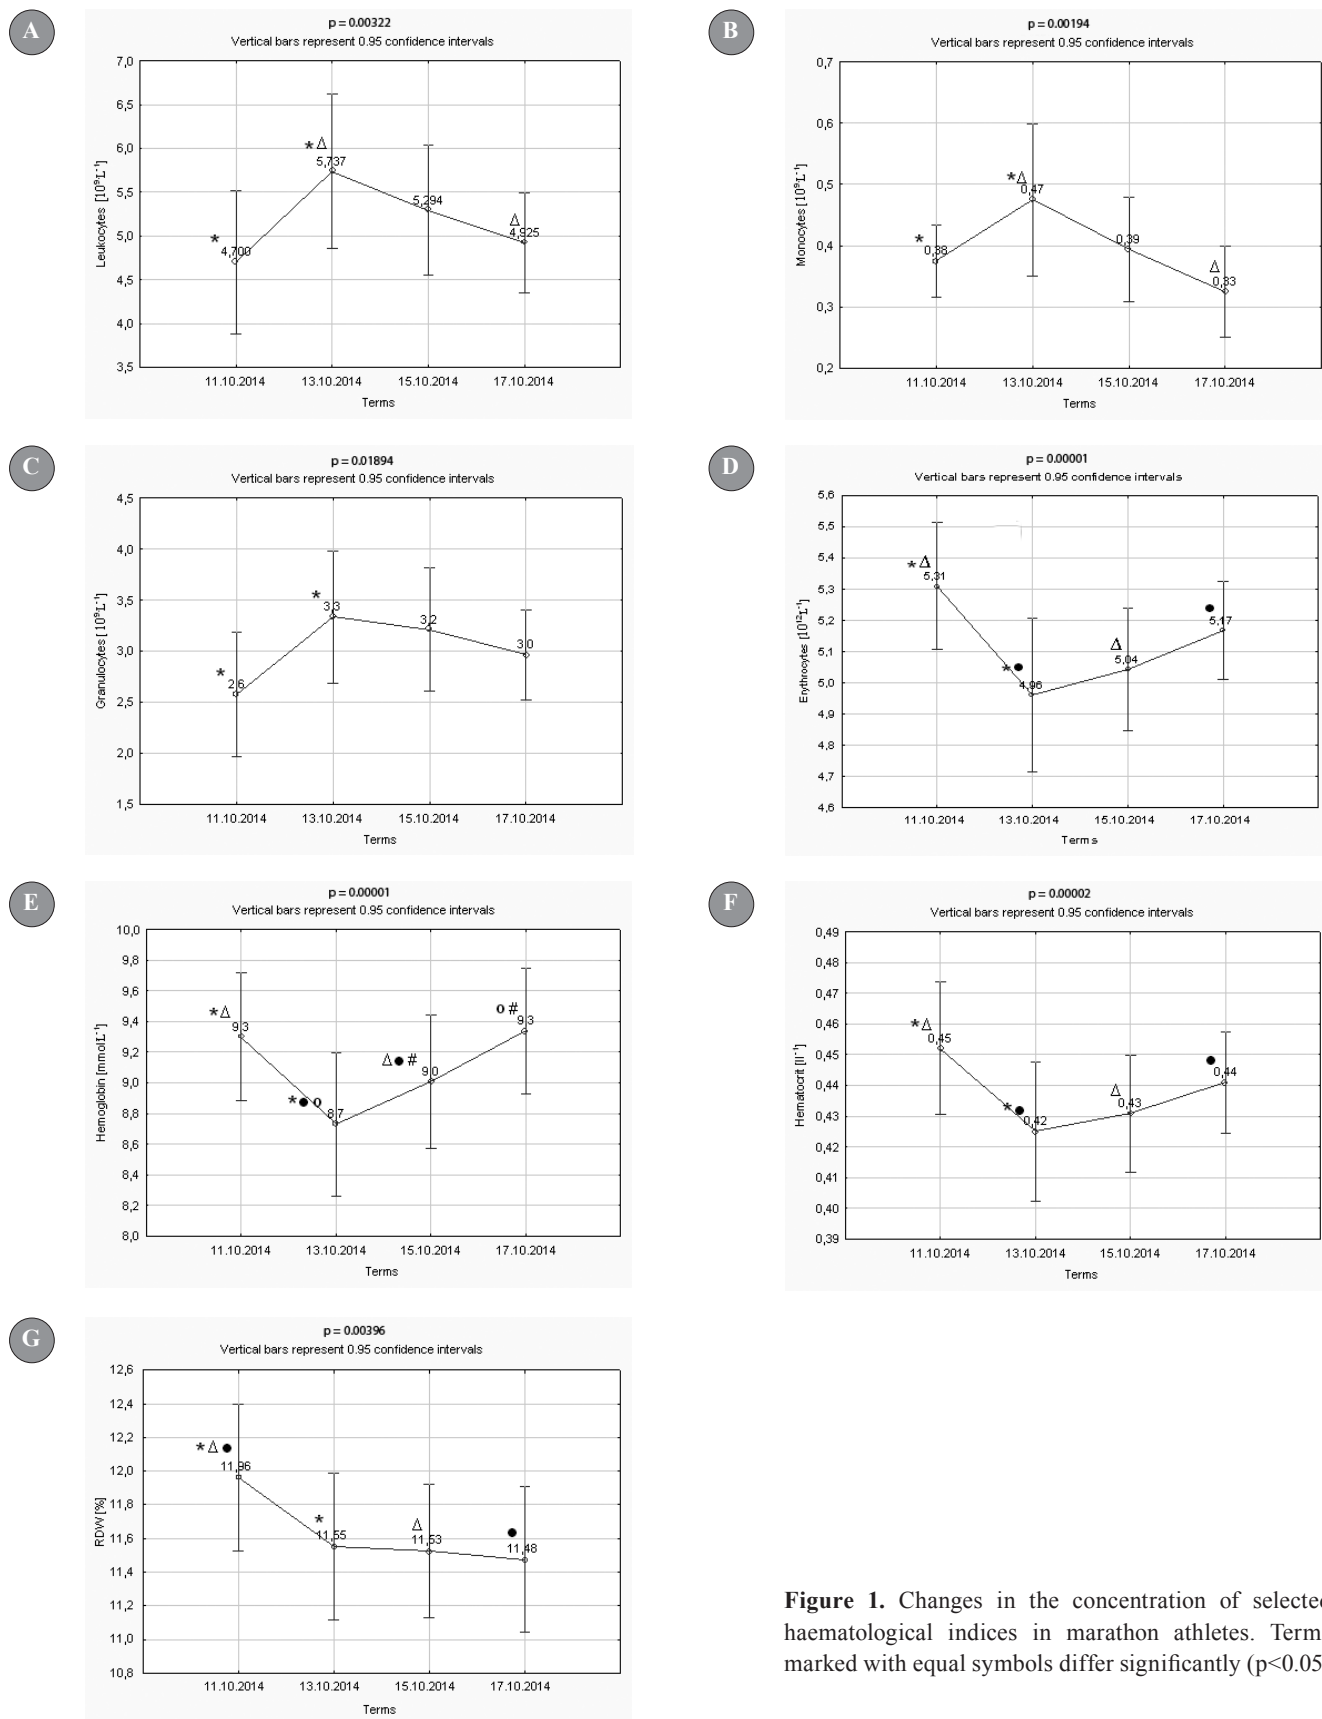 A
p = 0.00322
Vertical bars represent 0.95 confidence intervals
7,0
6,5
6,0
5,5
5,0
4,5
4,0
3,5
Leukocytes [10⁹L⁻¹]
* 4,700
* Δ 5,737
5,294
Δ 4,925
11.10.2014 13.10.2014 15.10.2014 17.10.2014
Terms
B
p = 0.00194
Vertical bars represent 0.95 confidence intervals
0,7
0,6
0,5
0,4
0,3
0,2
Monocytes [10⁹L⁻¹]
* 0,38
* Δ 0,47
0,39
Δ 0,33
11.10.2014 13.10.2014 15.10.2014 17.10.2014
Terms
C
p = 0.01894
Vertical bars represent 0.95 confidence intervals
4,5
4,0
3,5
3,0
2,5
2,0
1,5
Granulocytes [10⁹L⁻¹]
* 2,6
* 3,3
3,2
3,0
11.10.2014 13.10.2014 15.10.2014 17.10.2014
Terms
D
p = 0.00001
Vertical bars represent 0.95 confidence intervals
5,6
5,5
5,4
5,3
5,2
5,1
5,0
4,9
4,8
4,7
4,6
Erythrocytes [10¹²L⁻¹]
* Δ 5,31
* ● 4,96
Δ 5,04
● 5,17
11.10.2014 13.10.2014 15.10.2014 17.10.2014
Terms
E
p = 0.00001
Vertical bars represent 0.95 confidence intervals
10,0
9,8
9,6
9,4
9,2
9,0
8,8
8,6
8,4
8,2
8,0
Hemoglobin [mmolL⁻¹]
* Δ 9,3
* ● o 8,7
Δ ● # 9,0
o # 9,3
11.10.2014 13.10.2014 15.10.2014 17.10.2014
Terms
F
p = 0.00002
Vertical bars represent 0.95 confidence intervals
0,49
0,48
0,47
0,46
0,45
0,44
0,43
0,42
0,41
0,40
0,39
Hematocrit [ll⁻¹]
* Δ 0,45
* ● 0,42
Δ 0,43
● 0,44
11.10.2014 13.10.2014 15.10.2014 17.10.2014
Terms
G
p = 0.00396
Vertical bars represent 0.95 confidence intervals
12,6
12,4
12,2
12,0
11,8
11,6
11,4
11,2
11,0
10,8
RDW [%]
* Δ ● 11,96
* 11,55
Δ 11,53
● 11,48
11.10.2014 13.10.2014 15.10.2014 17.10.2014
Terms
Figure 1. Changes in the concentration of selecte
haematological indices in marathon athletes. Term
marked with equal symbols differ significantly (p<0.05